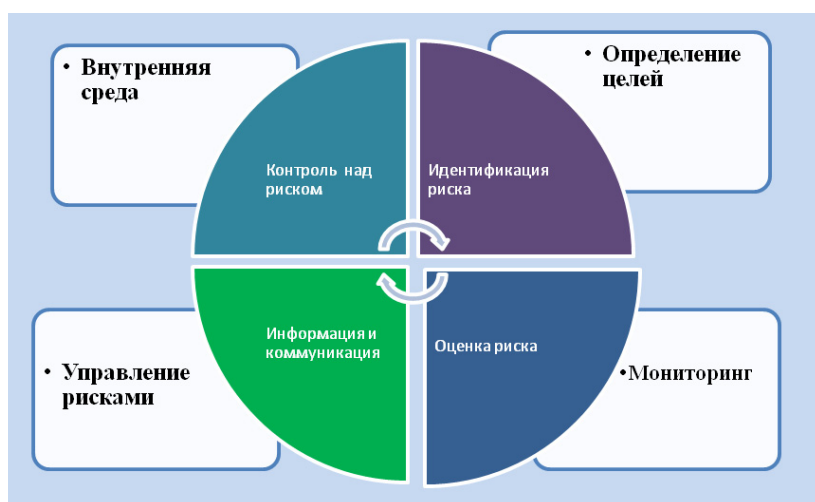 • Внутренняя
среда
• Определение
целей
Контроль над
риском
Идентификация
риска
Информация и
коммуникация
Оценка риска
• Управление
рисками
•Мониторинг